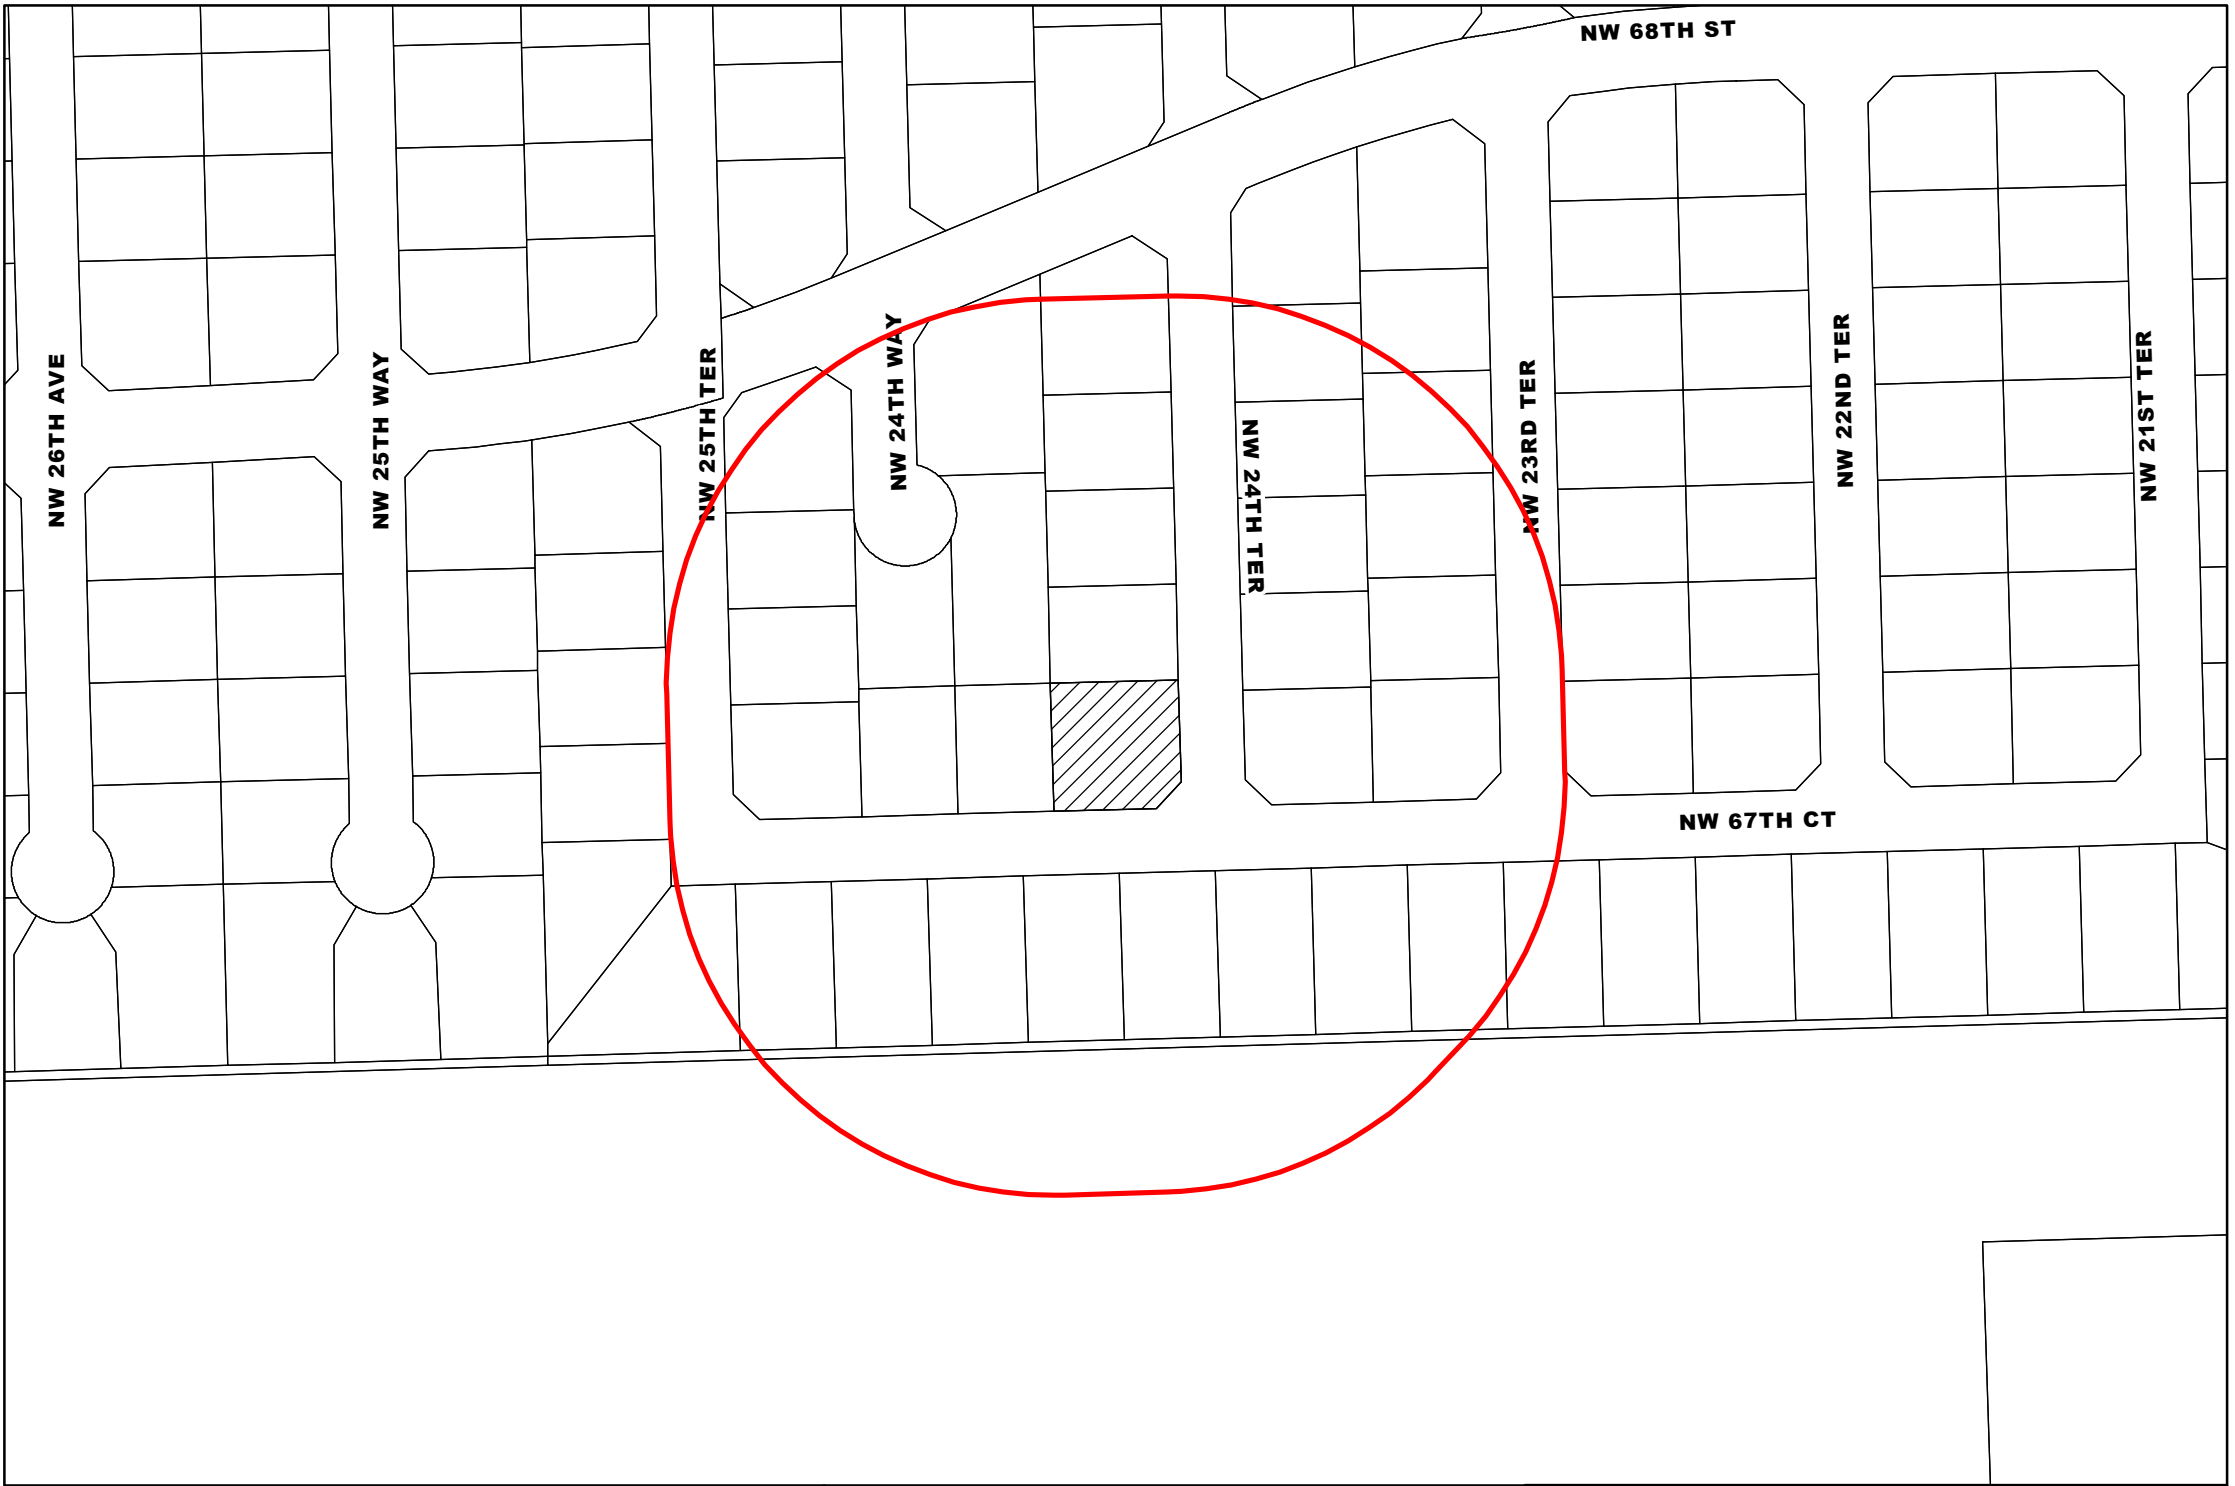 NW 68TH ST
NW 26TH AVE
NW 25TH WAY
NW 25TH TER
NW 24TH WAY
NW 24TH TER
NW 23RD TER
NW 22ND TER
NW 21ST TER
NW 67TH CT